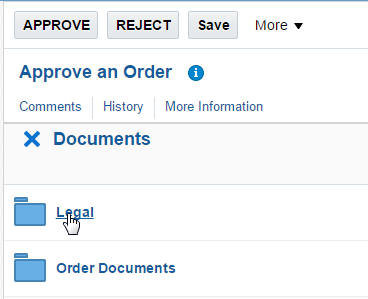 APPROVE REJECT Save More
Approve an Order
Comments History More Information
Documents
Legal
Order Documents